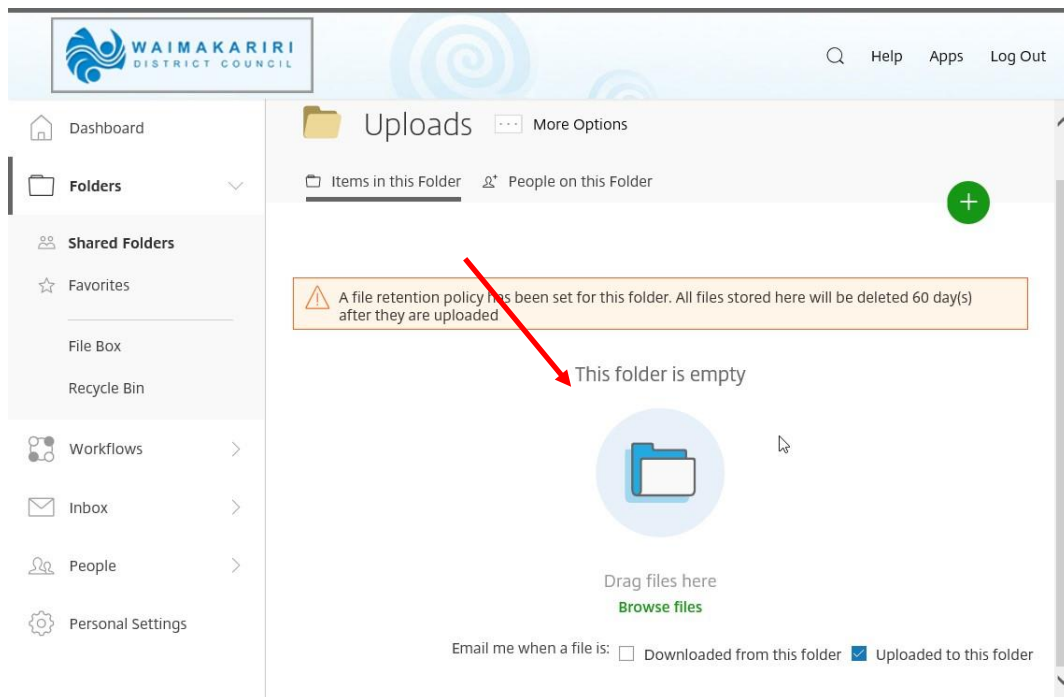 WAIMAKARIRI
DISTRICT COUNCIL
Help Apps Log Out
Dashboard
Folders
Shared Folders
Favorites
File Box
Recycle Bin
Workflows
Inbox
People
Personal Settings
Uploads ... More Options
Items in this Folder People on this Folder
A file retention policy has been set for this folder. All files stored here will be deleted 60 day(s)
after they are uploaded
This folder is empty
Drag files here
Browse files
Email me when a file is: Downloaded from this folder Uploaded to this folder